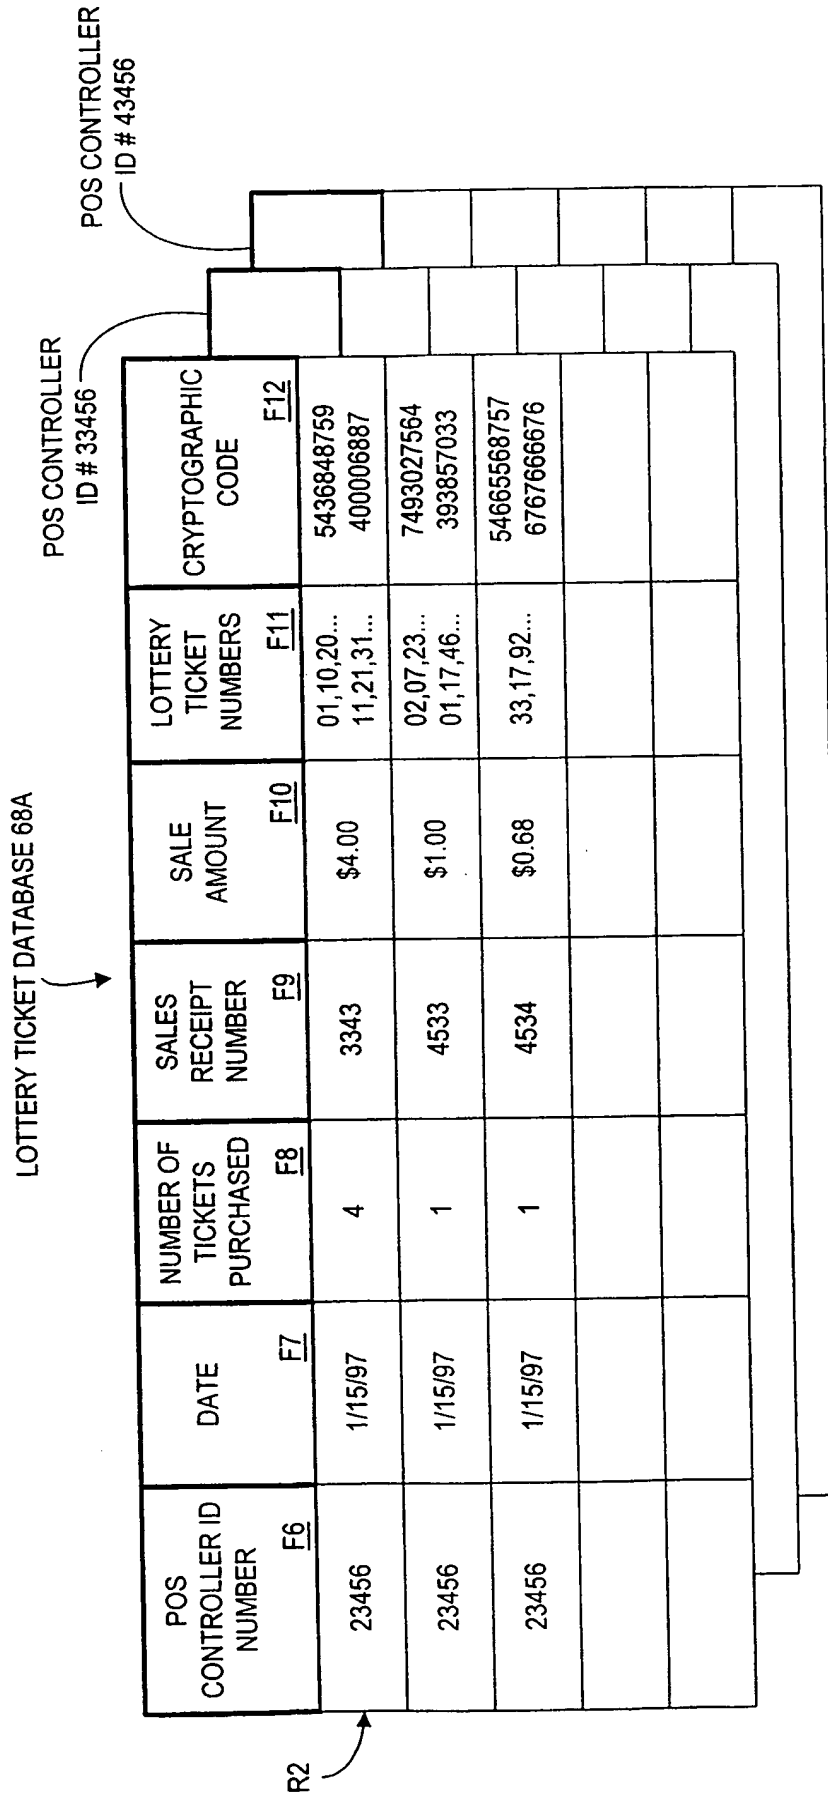 LOTTERY TICKET DATABASE 68A
POS CONTROLLER
ID # 33456
POS CONTROLLER
ID # 43456
POS
CONTROLLER ID
NUMBER
F6
DATE
F7
NUMBER OF
TICKETS
PURCHASED
F8
SALES
RECEIPT
NUMBER
F9
SALE
AMOUNT
F10
LOTTERY
TICKET
NUMBERS
F11
CRYPTOGRAPHIC
CODE
F12
R2
23456
1/15/97
4
3343
$4.00
01,10,20...
11,21,31...
5436848759
400006887
23456
1/15/97
1
4533
$1.00
02,07,23...
01,17,46...
7493027564
393857033
23456
1/15/97
1
4534
$0.68
33,17,92...
54665568757
6767666676